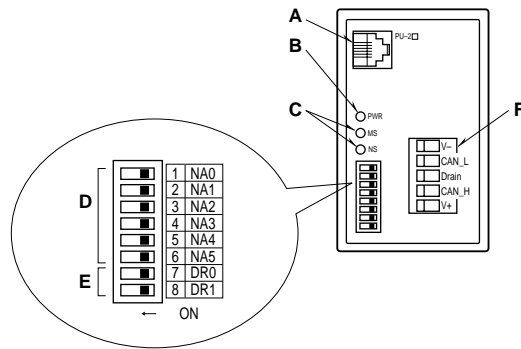 A
PU-2□
B
PWR
C
MS
NS
F
V-
CAN_L
Drain
CAN_H
V+
D
1 NA0
2 NA1
3 NA2
4 NA3
5 NA4
6 NA5
E
7 DR0
8 DR1
← ON